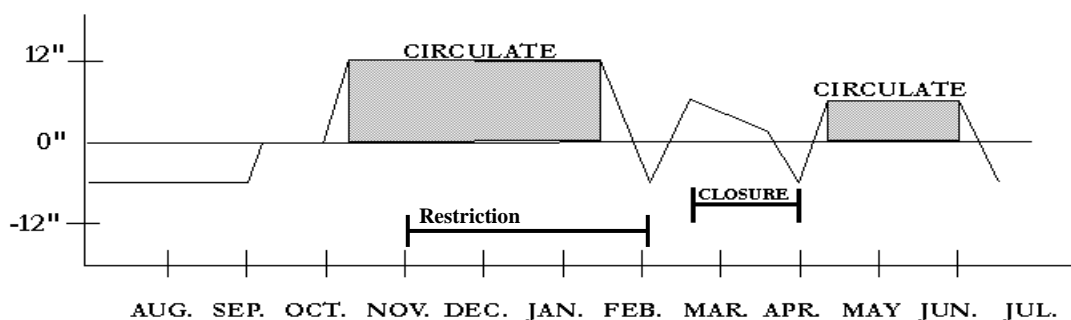 12"
CIRCULATE
CIRCULATE
0"
CLOSURE
-12"
Restriction
AUG. SEP. OCT. NOV. DEC. JAN. FEB. MAR. APR. MAY JUN. JUL.